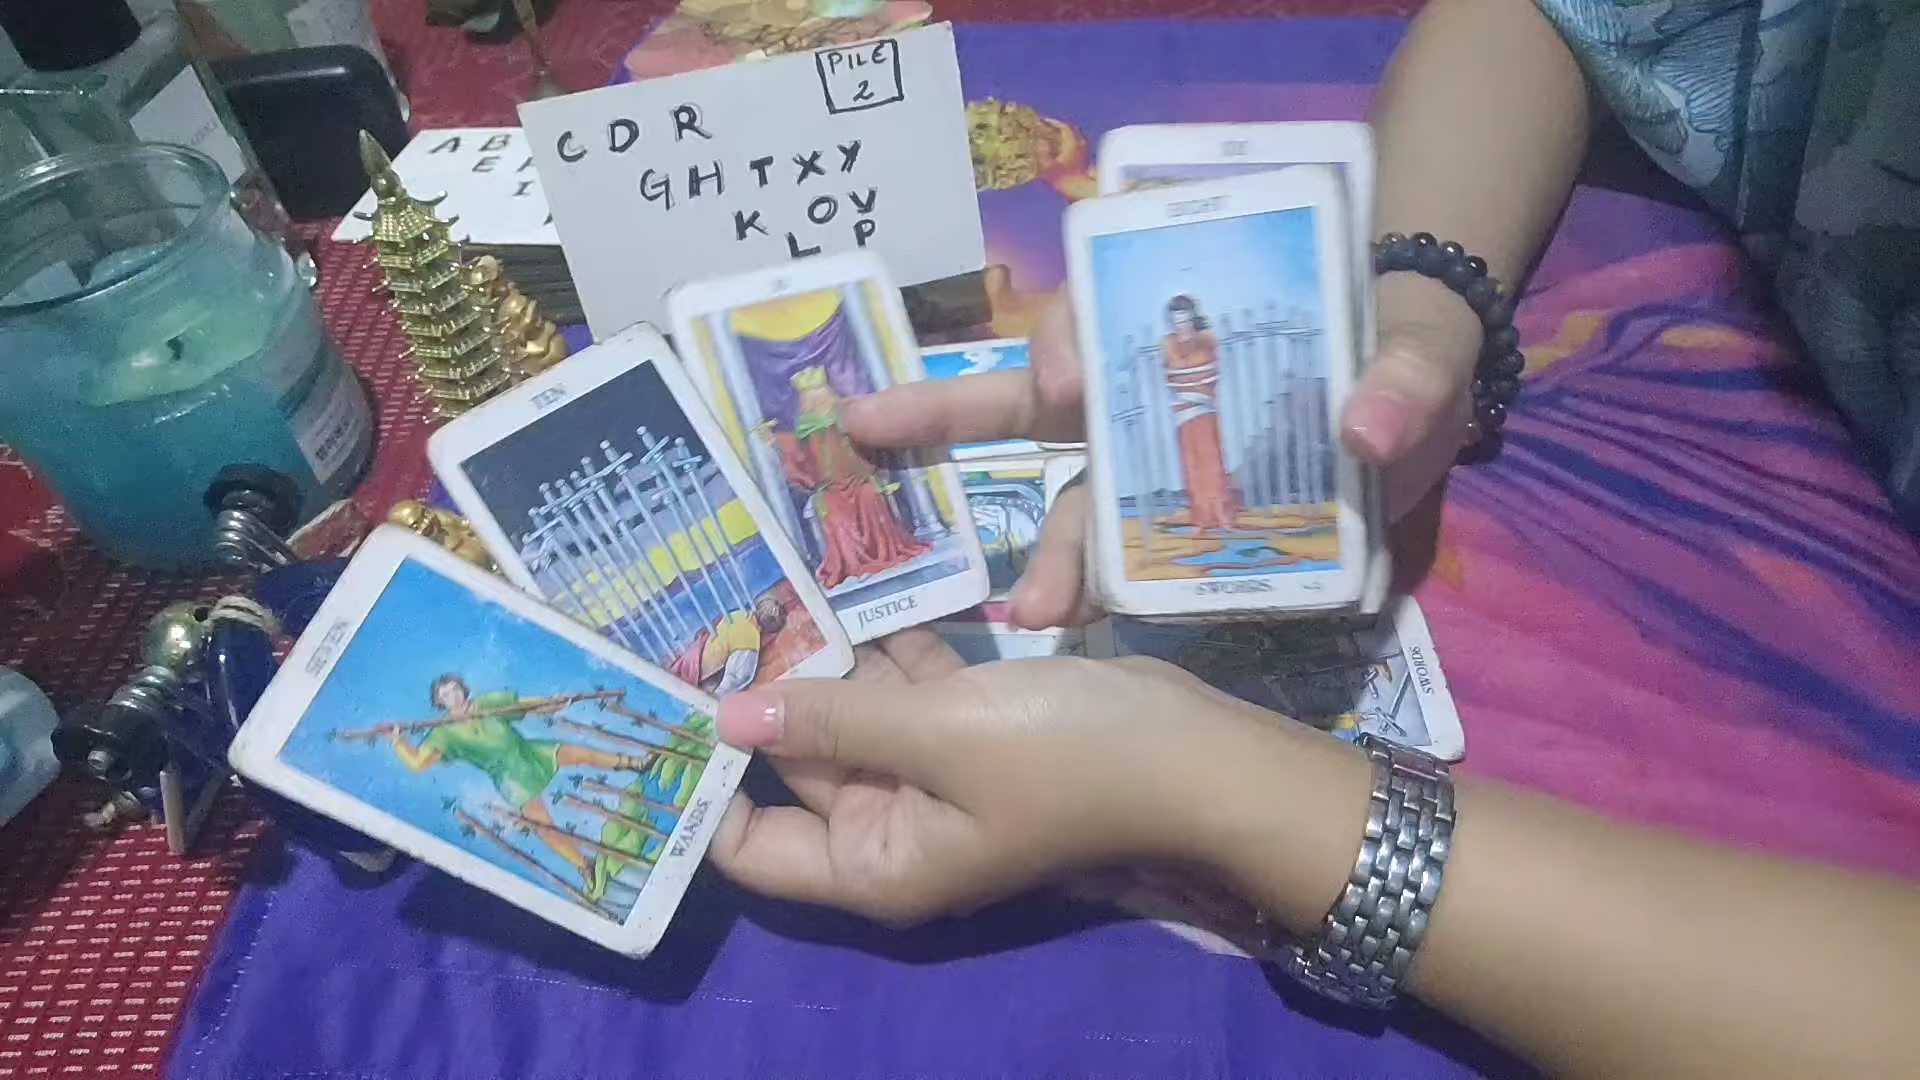 PILE
2
C D R
G H T X Y
K O V
L P
A B
E
I
TEN
JUSTICE
SEVEN
WANDS
EIGHT
SWORDS
SWORDS